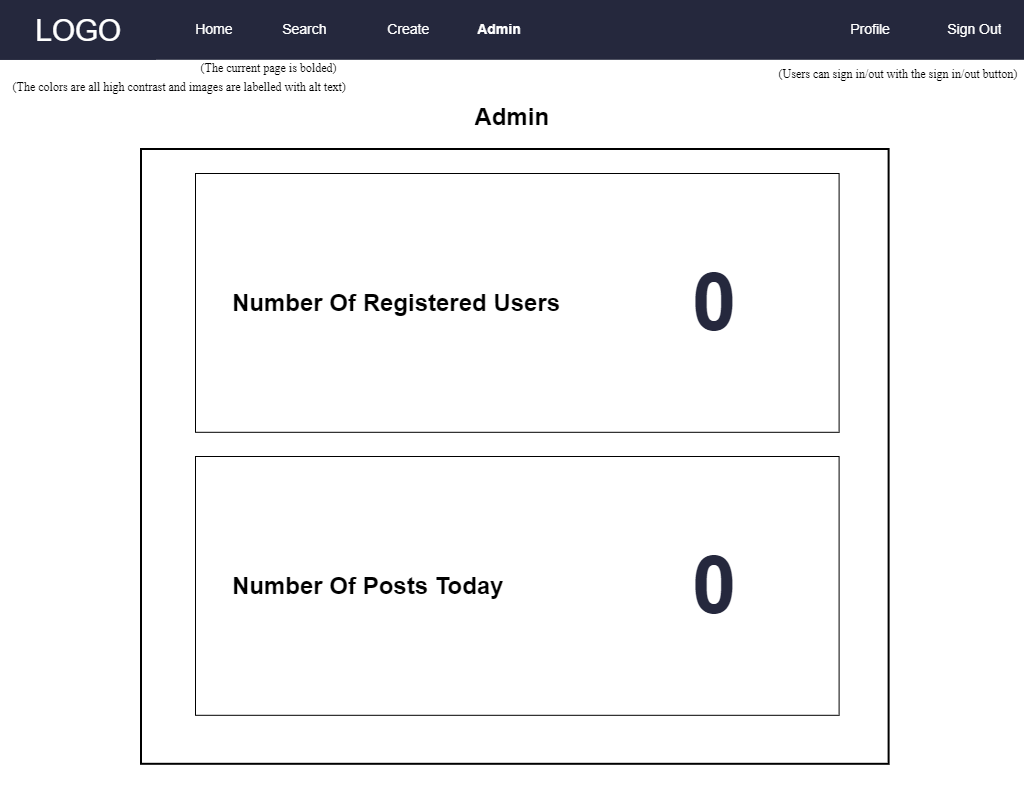 LOGO Home Search Create Admin Profile Sign Out
(The current page is bolded)
(Users can sign in/out with the sign in/out button)
(The colors are all high contrast and images are labelled with alt text)
Admin
Number Of Registered Users 0
Number Of Posts Today 0